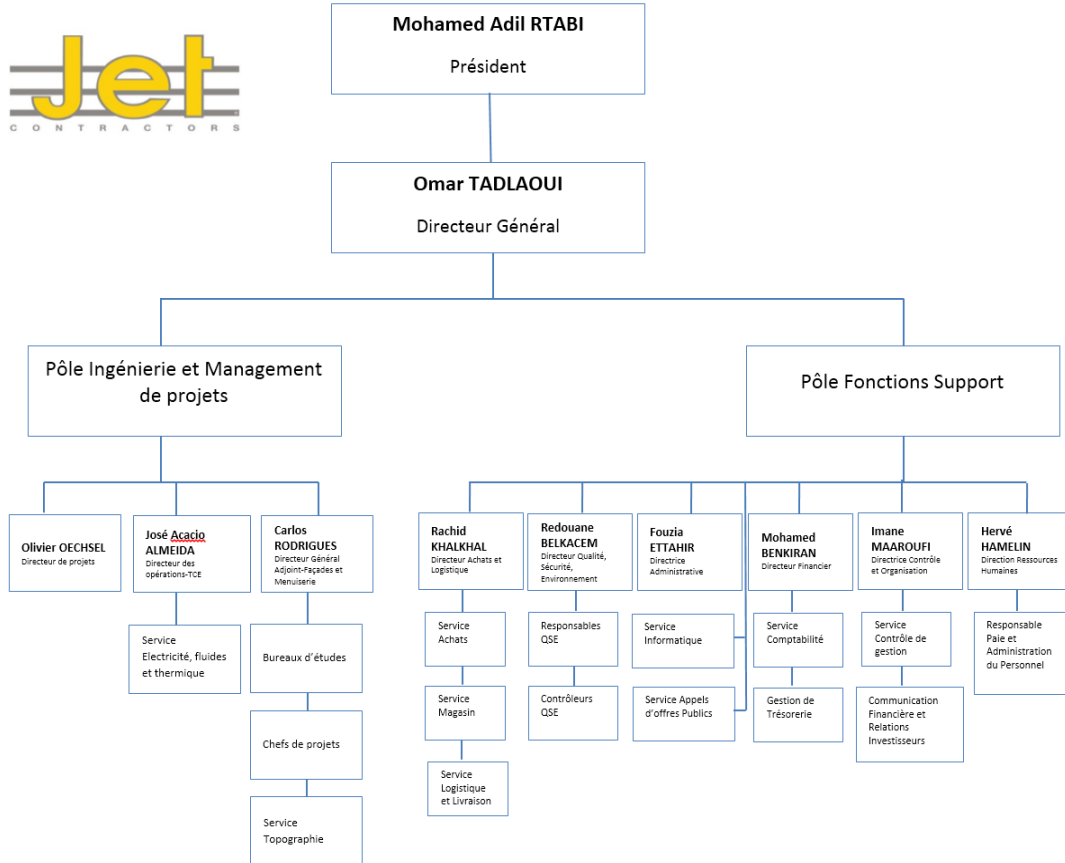 Jet
CONTRACTORS
Mohamed Adil RTABI
Président
Omar TADLAOUI
Directeur Général
Pôle Ingénierie et Management
de projets
Pôle Fonctions Support
Olivier OECHSEL
Directeur de projets
José Acacio
ALMEIDA
Directeur des
opérations-TCE
Carlos
RODRIGUES
Directeur Général
Adjoint-Façades et
Menuiserie
Rachid
KHALKHAL
Directeur Achats et
Logistique
Redouane
BELKACEM
Directeur Qualité,
Sécurité,
Environnement
Fouzia
ETTAHIR
Directrice
Administrative
Mohamed
BENKIRAN
Directeur Financier
Imane
MAAROUFI
Directrice Contrôle
et Organisation
Hervé
HAMELIN
Direction Ressources
Humaines
Service
Electricité, fluides
et thermique
Bureaux d'études
Chefs de projets
Service
Topographie
Service
Achats
Service
Magasin
Service
Logistique
et Livraison
Responsables
QSE
Contrôleurs
QSE
Service
Informatique
Service Appels
d'offres Publics
Service
Comptabilité
Gestion de
Trésorerie
Service
Contrôle de
gestion
Communication
Financière et
Relations
Investisseurs
Responsable
Paie et
Administration
du Personnel